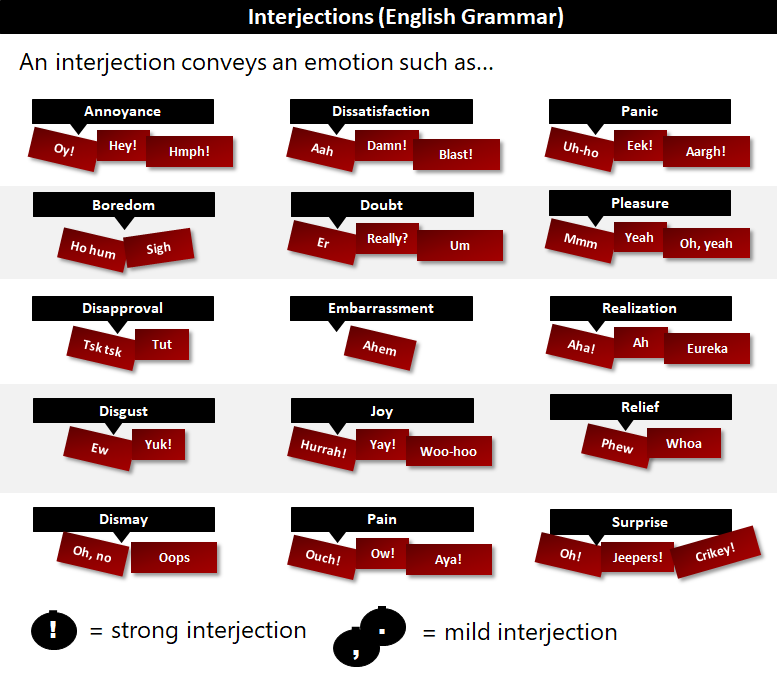 Interjections (English Grammar)
An interjection conveys an emotion such as...
Annoyance
Oy! Hey! Hmph!
Dissatisfaction
Aah Damn! Blast!
Panic
Uh-ho Eek! Aargh!
Boredom
Ho hum Sigh
Doubt
Er Really? Um
Pleasure
Mmm Yeah Oh, yeah
Disapproval
Tsk tsk Tut
Embarrassment
Ahem
Realization
Aha! Ah Eureka
Disgust
Ew Yuk!
Joy
Hurrah! Yay! Woo-hoo
Relief
Phew Whoa
Dismay
Oh, no Oops
Pain
Ouch! Ow! Aya!
Surprise
Oh! Jeepers! Crikey!
! = strong interjection
, . = mild interjection